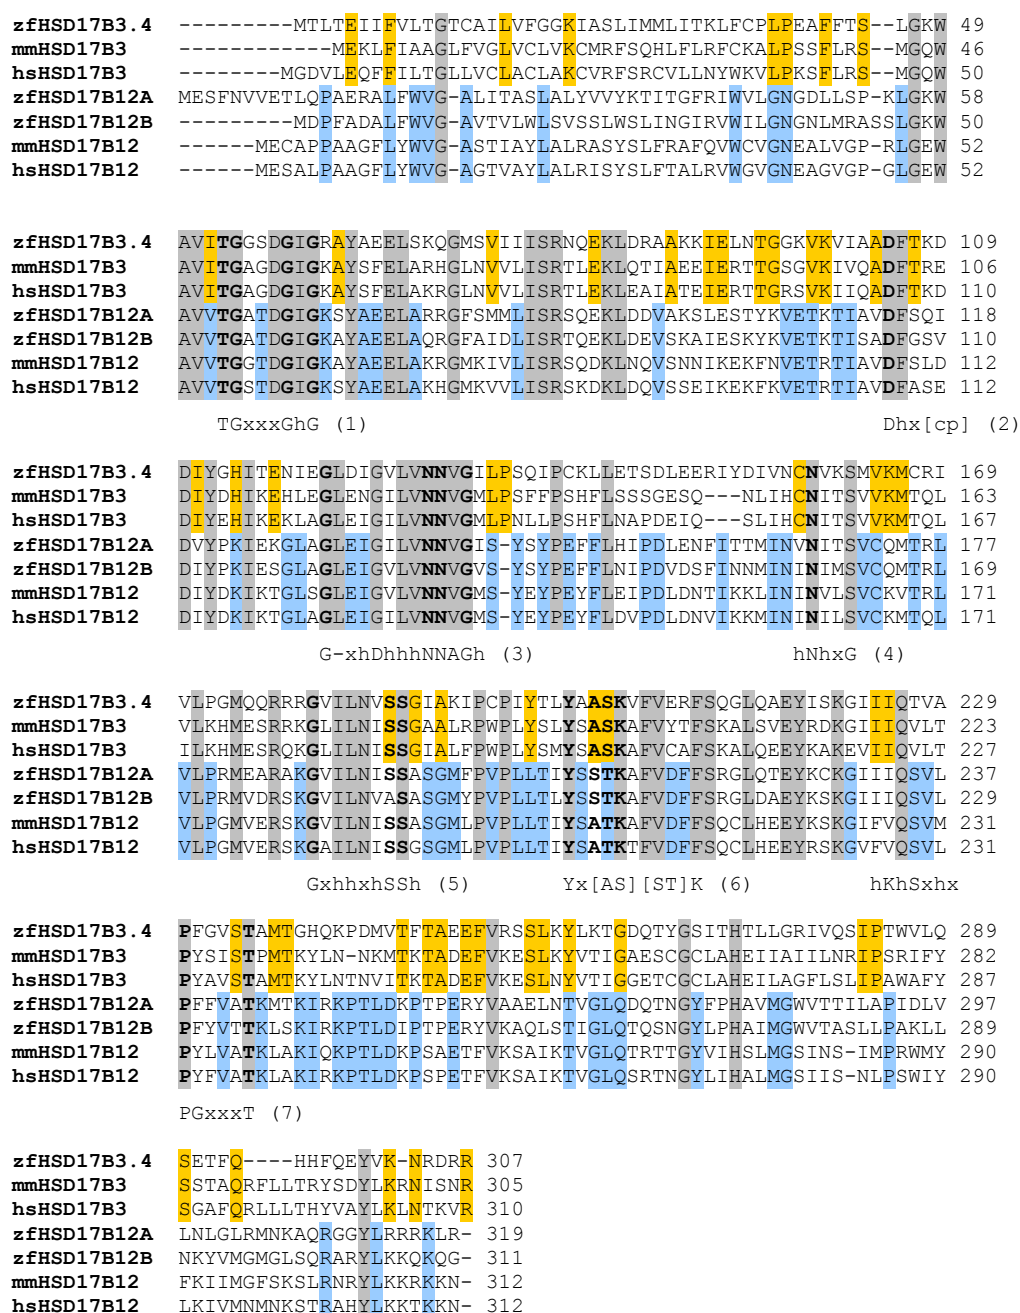 zfHSD17B3.4 ---------MTLTEIIFVLTGTCAILVFGGKIASLIMMLITKLFCPLPEAFFTS--LGKW 49
mmHSD17B3 ------------MEKLFIAAGLFVGLVCLVKCMRFSQHLFLRFCKALPSSFLRS--MGQW 46
hsHSD17B3 --------MGDVLEQFFILTGLLVCLACLAKCVRFSRCVLLNYWKVLPKSFLRS--MGQW 50
zfHSD17B12A MESFNVVETLQPAERALFWVG-ALITASLALYVVYKTITGFRIWVLGNGDLLSP-KLGKW 58
zfHSD17B12B ---------MDPFADALFWVG-AVTVLWLSVSSLWSLINGIRVWILGNGNLMRASSLGKW 50
mmHSD17B12 ------MECAPPAAGFLYWVG-ASTIAYLALRASYSLFRAFQVWCVGNEALVGP-RLGEW 52
hsHSD17B12 ------MESALPAAGFLYWVG-AGTVAYLALRISYSLFTALRVWGVGNEAGVGP-GLGEW 52
zfHSD17B3.4 AVITGGSDGIGRAYAEELSKQGMSVIIISRNQEKLDRAAKKIELNTGGKVKVIAADFTKD 109
mmHSD17B3 AVITGAGDGIGKAYSFELARHGLNVVLISRTLEKLQTIAEEIERTTGSGVKIVQADFTRE 106
hsHSD17B3 AVITGAGDGIGKAYSFELAKRGLNVVLISRTLEKLEAIATEIERTTGRSVKIIQADFTKD 110
zfHSD17B12A AVVTGATDGIGKSYAEELARRGFSMMLISRSQEKLDDVAKSLESTYKVETKTIAVDFSQI 118
zfHSD17B12B AVVTGATDGIGKSYAEELAQRGFAIDLISRTQEKLDEVSKAIESKYKVETKTISADFGSV 110
mmHSD17B12 AVVTGGTDGIGKAYAEELAKRGMKIVLISRSQDKLNQVSNNIKEKFNVETRTIAVDFSLD 112
hsHSD17B12 AVVTGSTDGIGKSYAEELAKHGMKVVLISRSKDKLDQVSSEIKEKFKVETRTIAVDFASE 112
TGxxxGhG (1) Dhx[cp] (2)
zfHSD17B3.4 DIYGHITENIEGLDIGVLVNNVGILPSQIPCKLLETSDLEERIYDIVNCNVKSMVKMCRI 169
mmHSD17B3 DIYDHIKEHLEGLENGILVNNVGMLPSFFPSHFLSSSGESQ---NLIHCNITSVVKMTQL 163
hsHSD17B3 DIYEHIKEKLAGLEIGILVNNVGMLPNLLPSHFLNAPDEIQ---SLIHCNITSVVKMTQL 167
zfHSD17B12A DVYPKIEKGLAGLEIGILVNNVGIS-YSYPEFFLHIPDLENFITTMINVNITSVCQMTRL 177
zfHSD17B12B DIYPKIESGLAGLEIGVLVNNVGVS-YSYPEFFLNIPDVDSFINNMININIMSVCQMTRL 169
mmHSD17B12 DIYDKIKTGLSGLEIGVLVNNVGMS-YEYPEYFLEIPDLDNTIKKLININVLSVCKVTRL 171
hsHSD17B12 DIYDKIKTGLAGLEIGILVNNVGMS-YEYPEYFLDVPDLDNVIKKMININILSVCKMTQL 171
G-xhDhhhNNAGh (3) hNhxG (4)
zfHSD17B3.4 VLPGMQQRRRGVILNVSSGIAKIPCPIYTLYAASKVFVERFSQGLQAEYISKGIIIQTVA 229
mmHSD17B3 VLKHMESRRKGLILNISSGAALRPWPLYSLYSASKAFVYTFSKALSVEYRDKGIIIQVLT 223
hsHSD17B3 ILKHMESRQKGLILNISSGIALFPWPLYSMYSASKAFVCAFSKALQEEYKAKEVIIQVLT 227
zfHSD17B12A VLPRMEARAKGVILNISSASGMFPVPLLTIYSSTKAFVDFFSRGLQTEYKCKGIIIQSVL 237
zfHSD17B12B VLPRMVDRSKGVILNVASASGMYPVPLLTLYSSTKAFVDFFSRGLDAEYKSKGIIIQSVL 229
mmHSD17B12 VLPGMVERSKGVILNISSASGMLPVPLLTIYSATKAFVDFFSQCLHEEYKSKGIFVQSVM 231
hsHSD17B12 VLPGMVERSKGAILNISSGSGMLPVPLLTIYSATKTFVDFFSQCLHEEYRSKGVFVQSVL 231
GxhhxhSSh (5) Yx[AS][ST]K (6) hKhSxhx
zfHSD17B3.4 PFGVSTAMTGHQKPDMVTFTAEEFVRSSLKYLKTGDQTYGSITHTLLGRIVQSIPTWVLQ 289
mmHSD17B3 PYSISTPMTKYLN-NKMTKTADEFVKESLKYVTIGAESCGCLAHEIIAIILNRIPSRIFY 282
hsHSD17B3 PYAVSTAMTKYLNTNVITKTADEFVKESLNYVTIGGETCGCLAHEILAGFLSLIPAWAFY 287
zfHSD17B12A PFFVATKMTKIRKPTLDKPTPERYVAAELNTVGLQDQTNGYFPHAVMGWVTTILAPIDLV 297
zfHSD17B12B PFYVTTKLSKIRKPTLDIPTPERYVKAQLSTIGLQTQSNGYLPHAIMGWVTASLLPAKLL 289
mmHSD17B12 PYLVATKLAKIQKPTLDKPSAETFVKSAIKTVGLQTRTTGYVIHSLMGSINS-IMPRWMY 290
hsHSD17B12 PYFVATKLAKIRKPTLDKPSPETFVKSAIKTVGLQSRTNGYLIHALMGSIIS-NLPSWIY 290
PGxxxT (7)
zfHSD17B3.4 SETFQ----HHFQEYVK-NRDRR 307
mmHSD17B3 SSTAQRFLLTRYSDYLKRNISNR 305
hsHSD17B3 SGAFQRLLLTHYVAYLKLNTKVR 310
zfHSD17B12A LNLGLRMNKAQRGGYLRRRKLR- 319
zfHSD17B12B NKYVMGMGLSQRARYLKKQKQG- 311
mmHSD17B12 FKIIMGFSKSLRNRYLKKRKKN- 312
hsHSD17B12 LKIVMNMNKSTRAHYLKKTKKN- 312